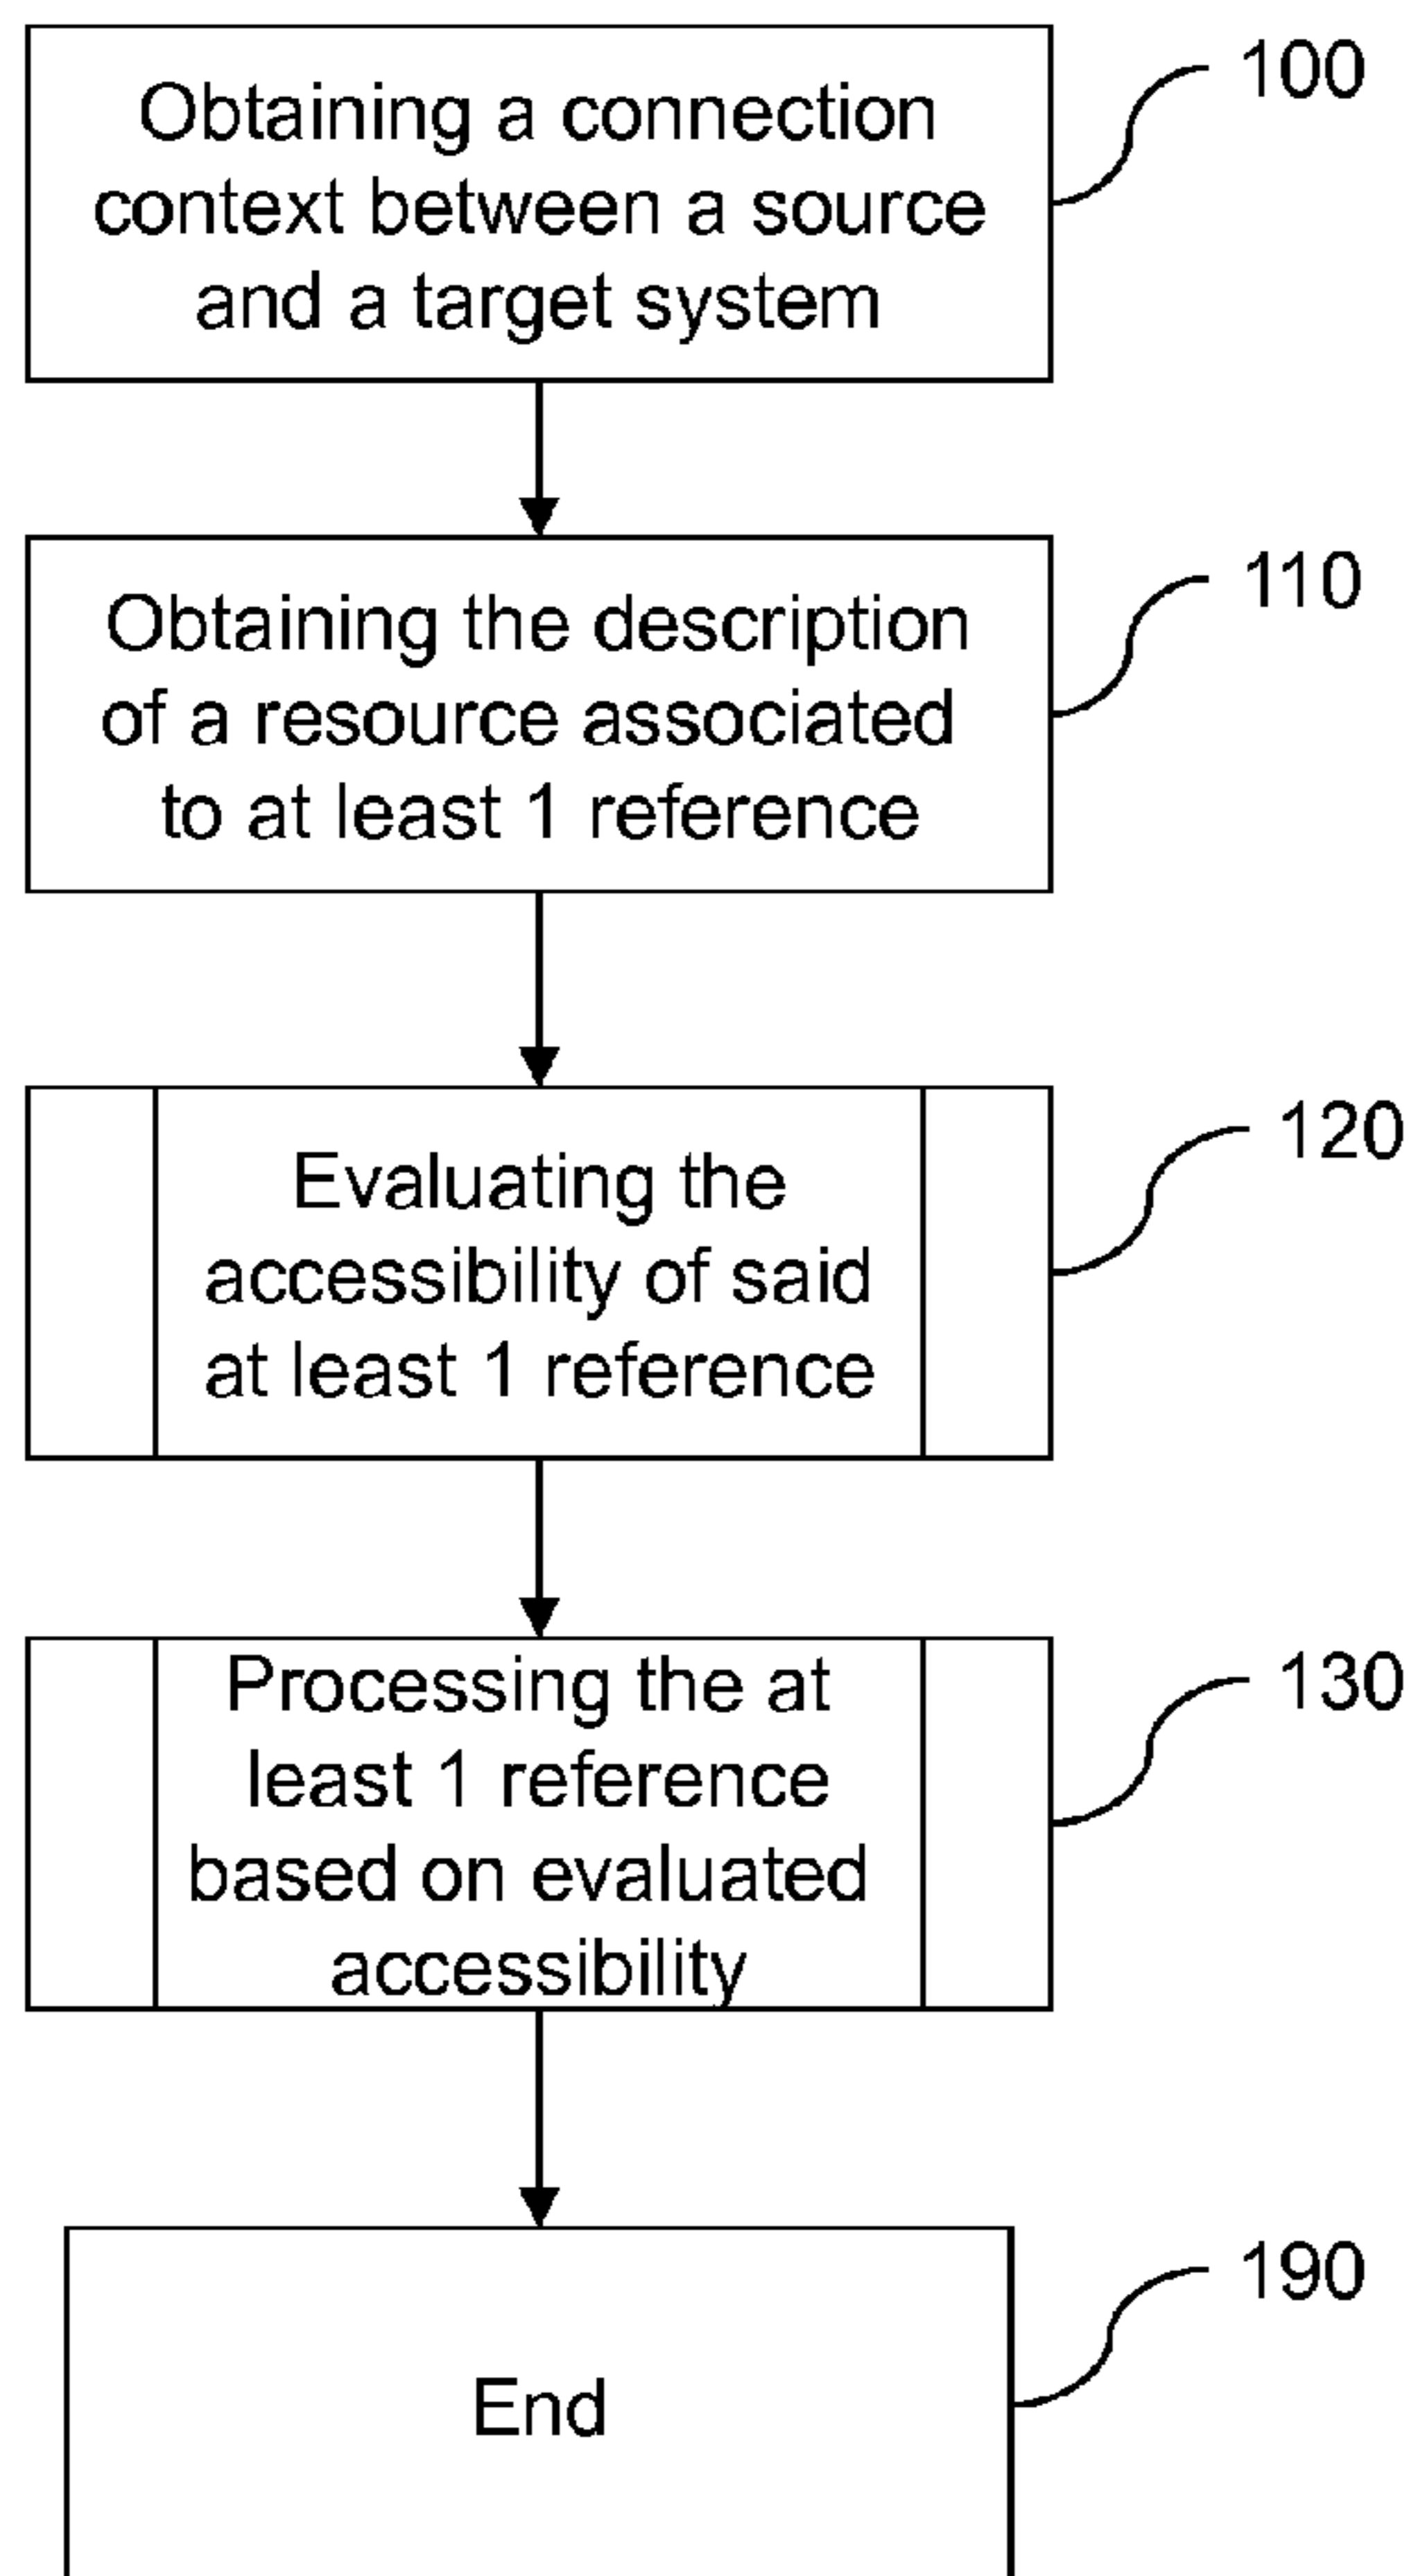 Obtaining a connection
context between a source
and a target system
100
Obtaining the description
of a resource associated
to at least 1 reference
110
Evaluating the
accessibility of said
at least 1 reference
120
Processing the at
least 1 reference
based on evaluated
accessibility
130
End
190